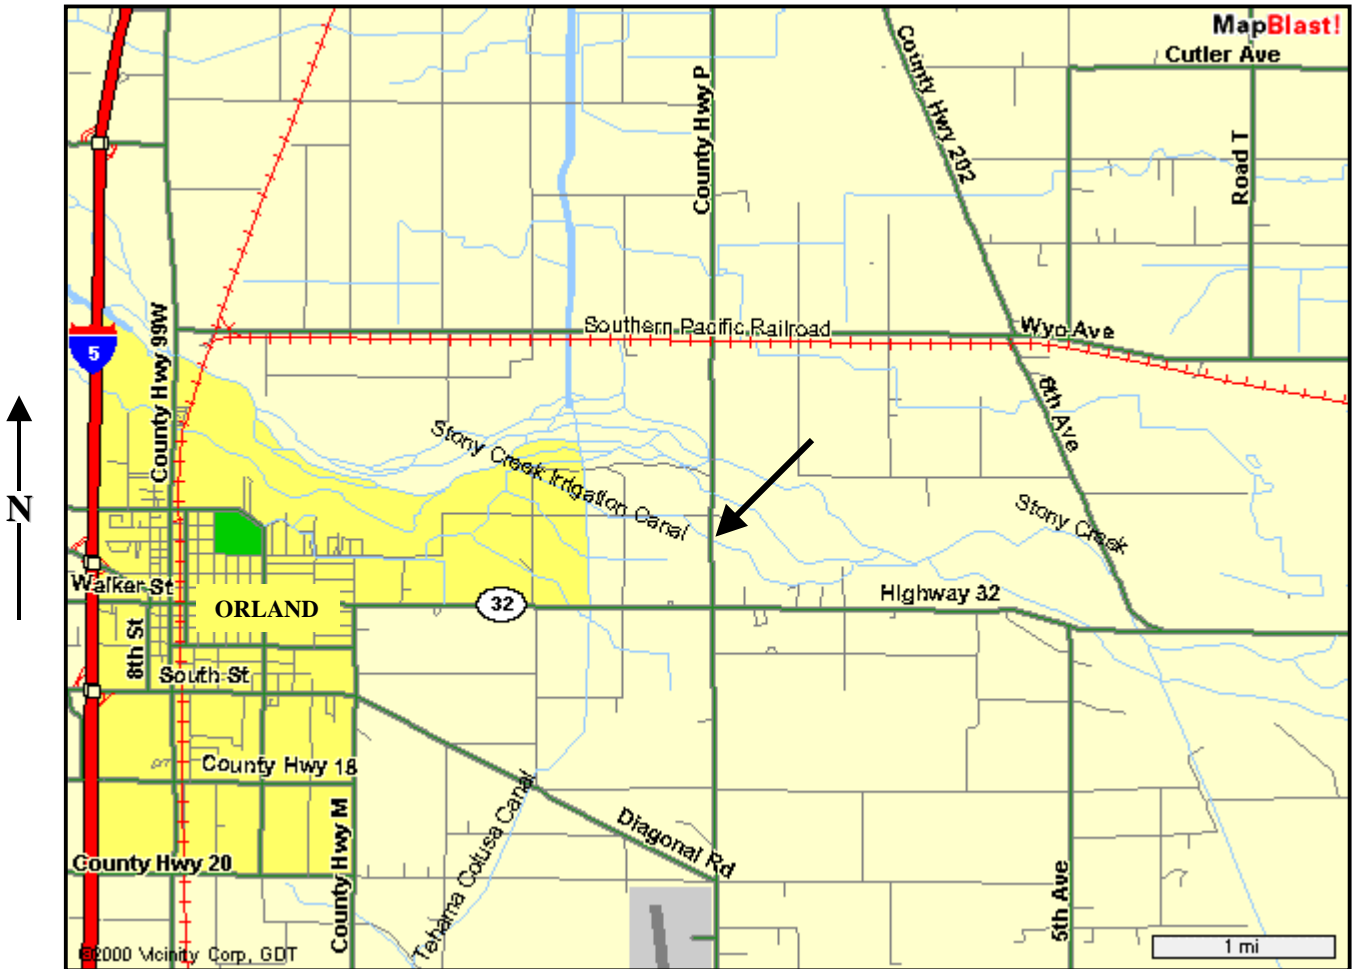 MapBlast!
Cutler Ave
County Hwy 202
County Hwy P
Road T
Southern Pacific Railroad
Wyo Ave
County Hwy 99W
5
6th Ave
N
Stony Creek Irrigation Canal
Stony Creek
Walker St
ORLAND
32
Highway 32
8th St
South St
County Hwy 18
County Hwy M
Tehama Colusa Canal
Diagonal Rd
County Hwy 20
5th Ave
©2000 Vicinity Corp, GDT
1 mi